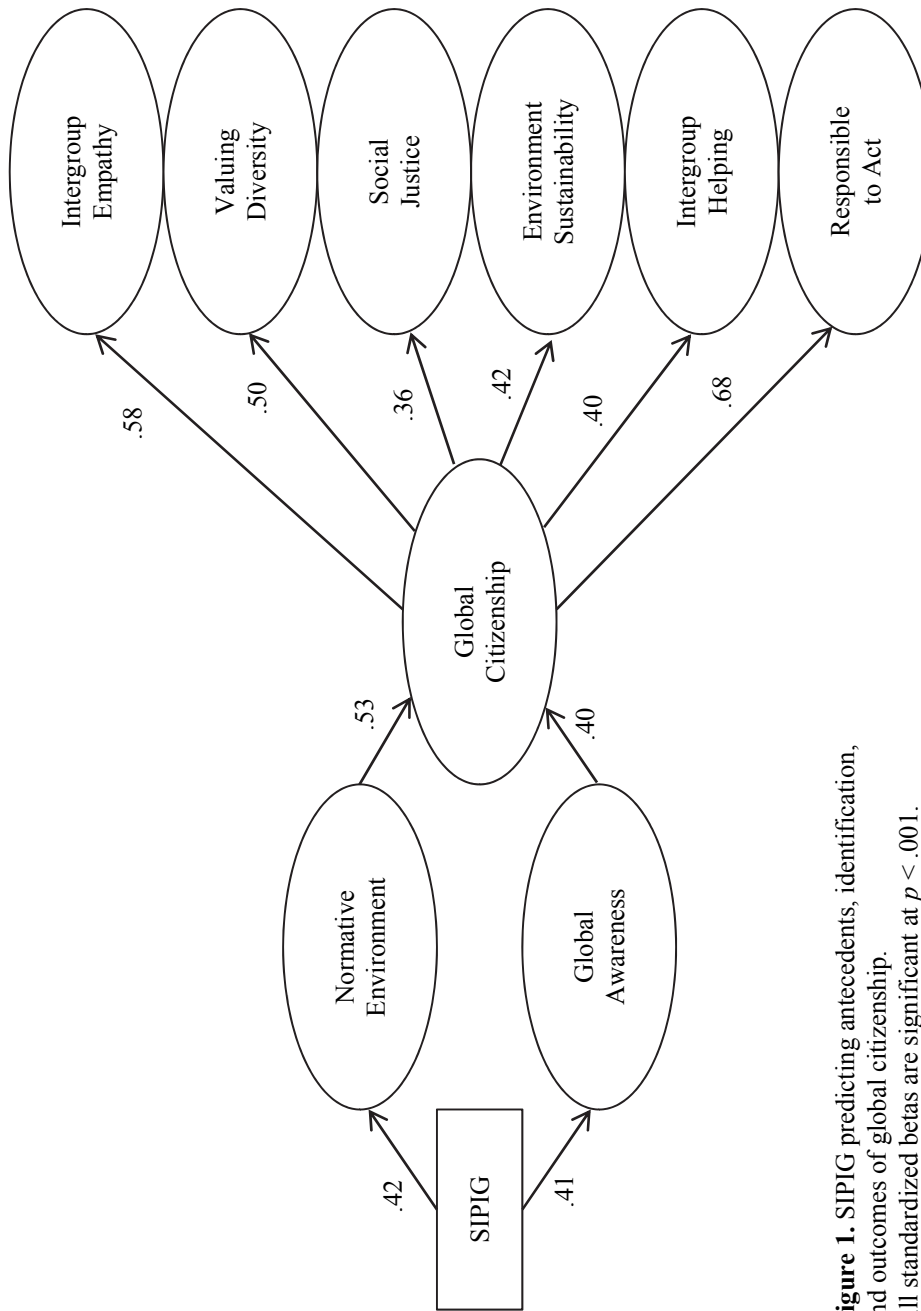 SIPIG
.42
.41
Normative
Environment
Global
Awareness
.53
.40
Global
Citizenship
.58
.50
.36
.42
.40
.68
Intergroup
Empathy
Valuing
Diversity
Social
Justice
Environment
Sustainability
Intergroup
Helping
Responsible
to Act
igure 1. SIPIG predicting antecedents, identification,
nd outcomes of global citizenship.
ll standardized betas are significant at p < .001.